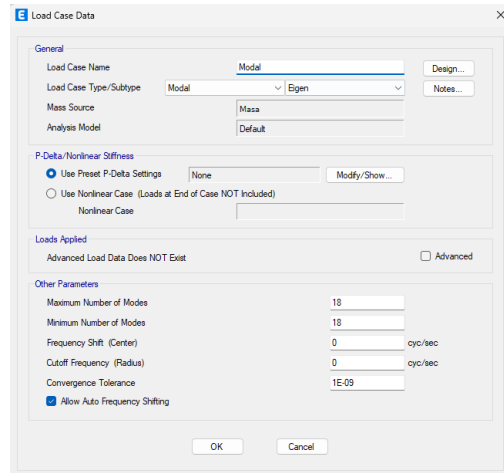 E Load Case Data
General
Load Case Name Modal Design...
Load Case Type/Subtype Modal Eigen Notes...
Mass Source Masa
Analysis Model Default
P-Delta/Nonlinear Stiffness
Use Preset P-Delta Settings None Modify/Show...
Use Nonlinear Case (Loads at End of Case NOT Included)
Nonlinear Case
Loads Applied
Advanced Load Data Does NOT Exist Advanced
Other Parameters
Maximum Number of Modes 18
Minimum Number of Modes 18
Frequency Shift (Center) 0 cyc/sec
Cutoff Frequency (Radius) 0 cyc/sec
Convergence Tolerance 1E-09
Allow Auto Frequency Shifting
OK Cancel